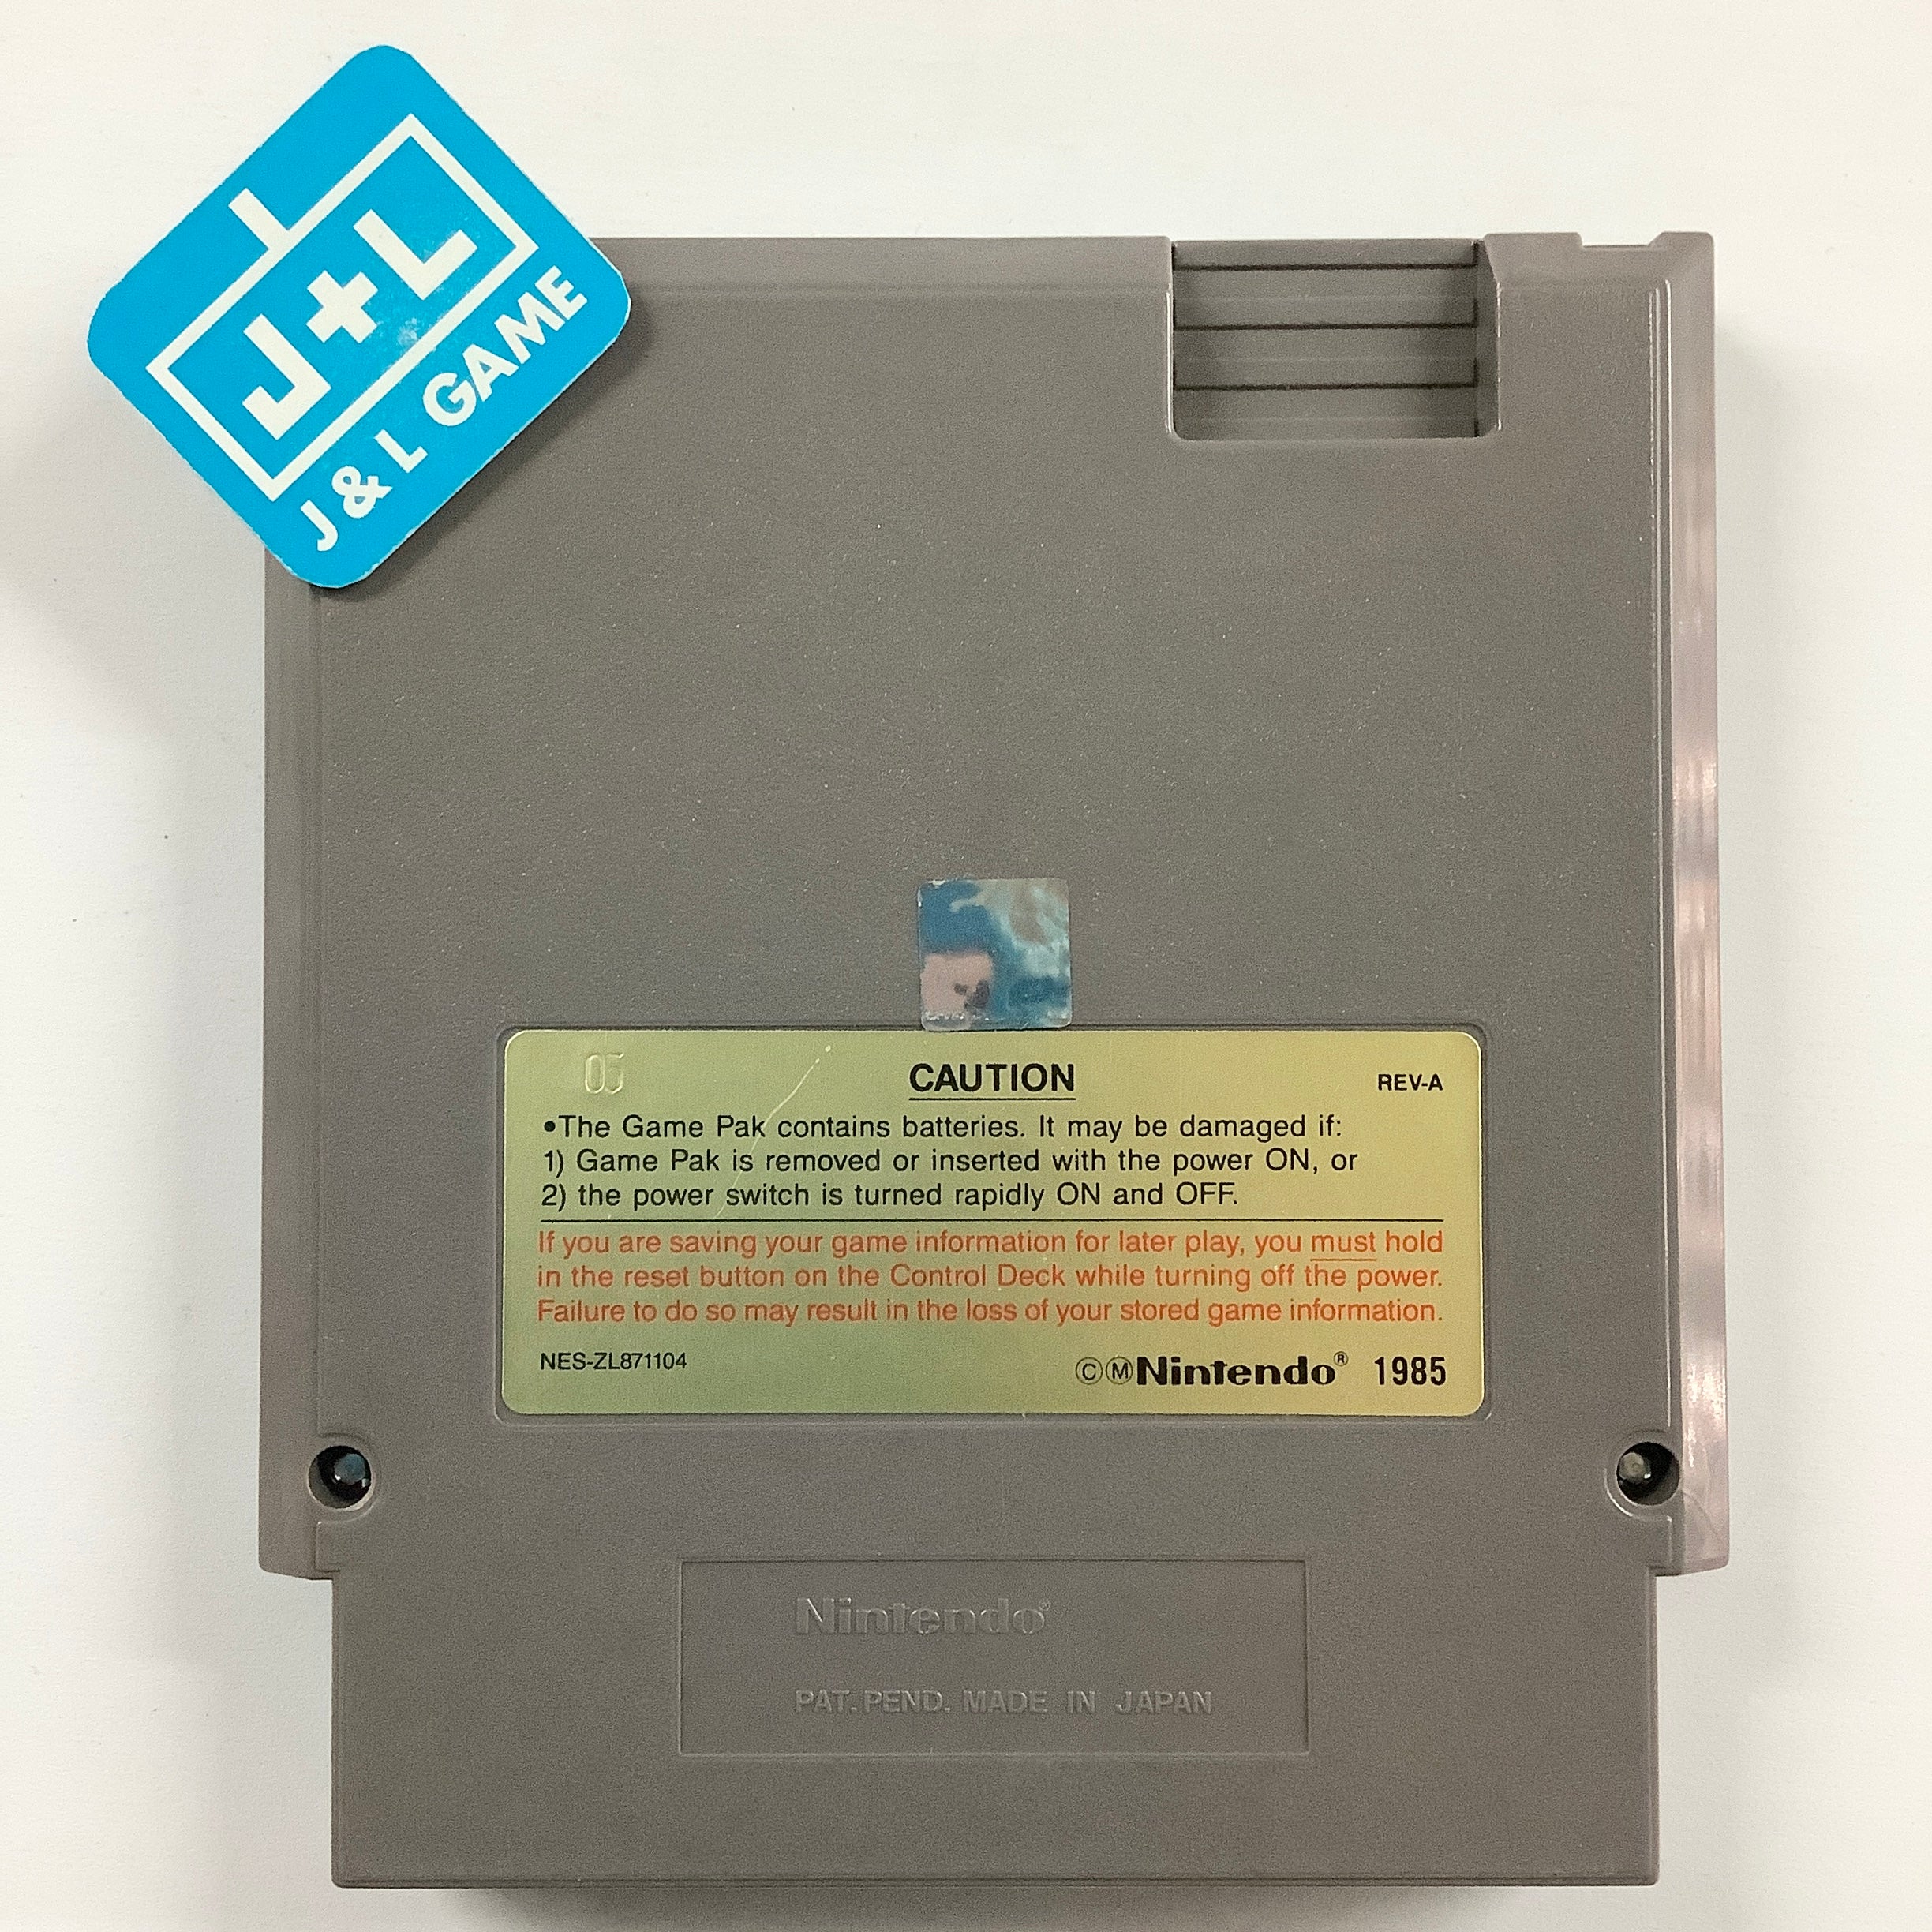 J+L
J & L GAME
05
CAUTION
REV-A
•The Game Pak contains batteries. It may be damaged if:
1) Game Pak is removed or inserted with the power ON, or
2) the power switch is turned rapidly ON and OFF.
If you are saving your game information for later play, you must hold
in the reset button on the Control Deck while turning off the power.
Failure to do so may result in the loss of your stored game information.
NES-ZL871104
ⒸⓂNintendo® 1985
Nintendo®
PAT. PEND. MADE IN JAPAN